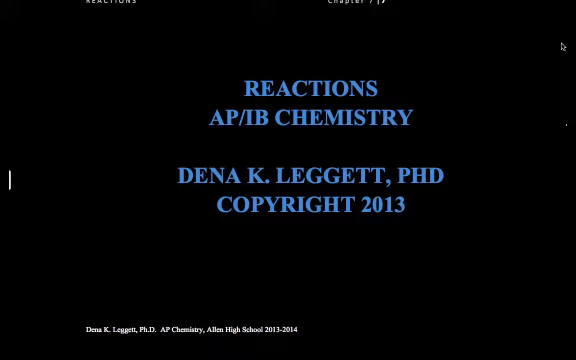 REACTIONS
REACTIONS
AP/IB CHEMISTRY
DENA K. LEGGETT, PHD
COPYRIGHT 2013
Dena K. Leggett, Ph.D. AP Chemistry, Allen High School 2013-2014